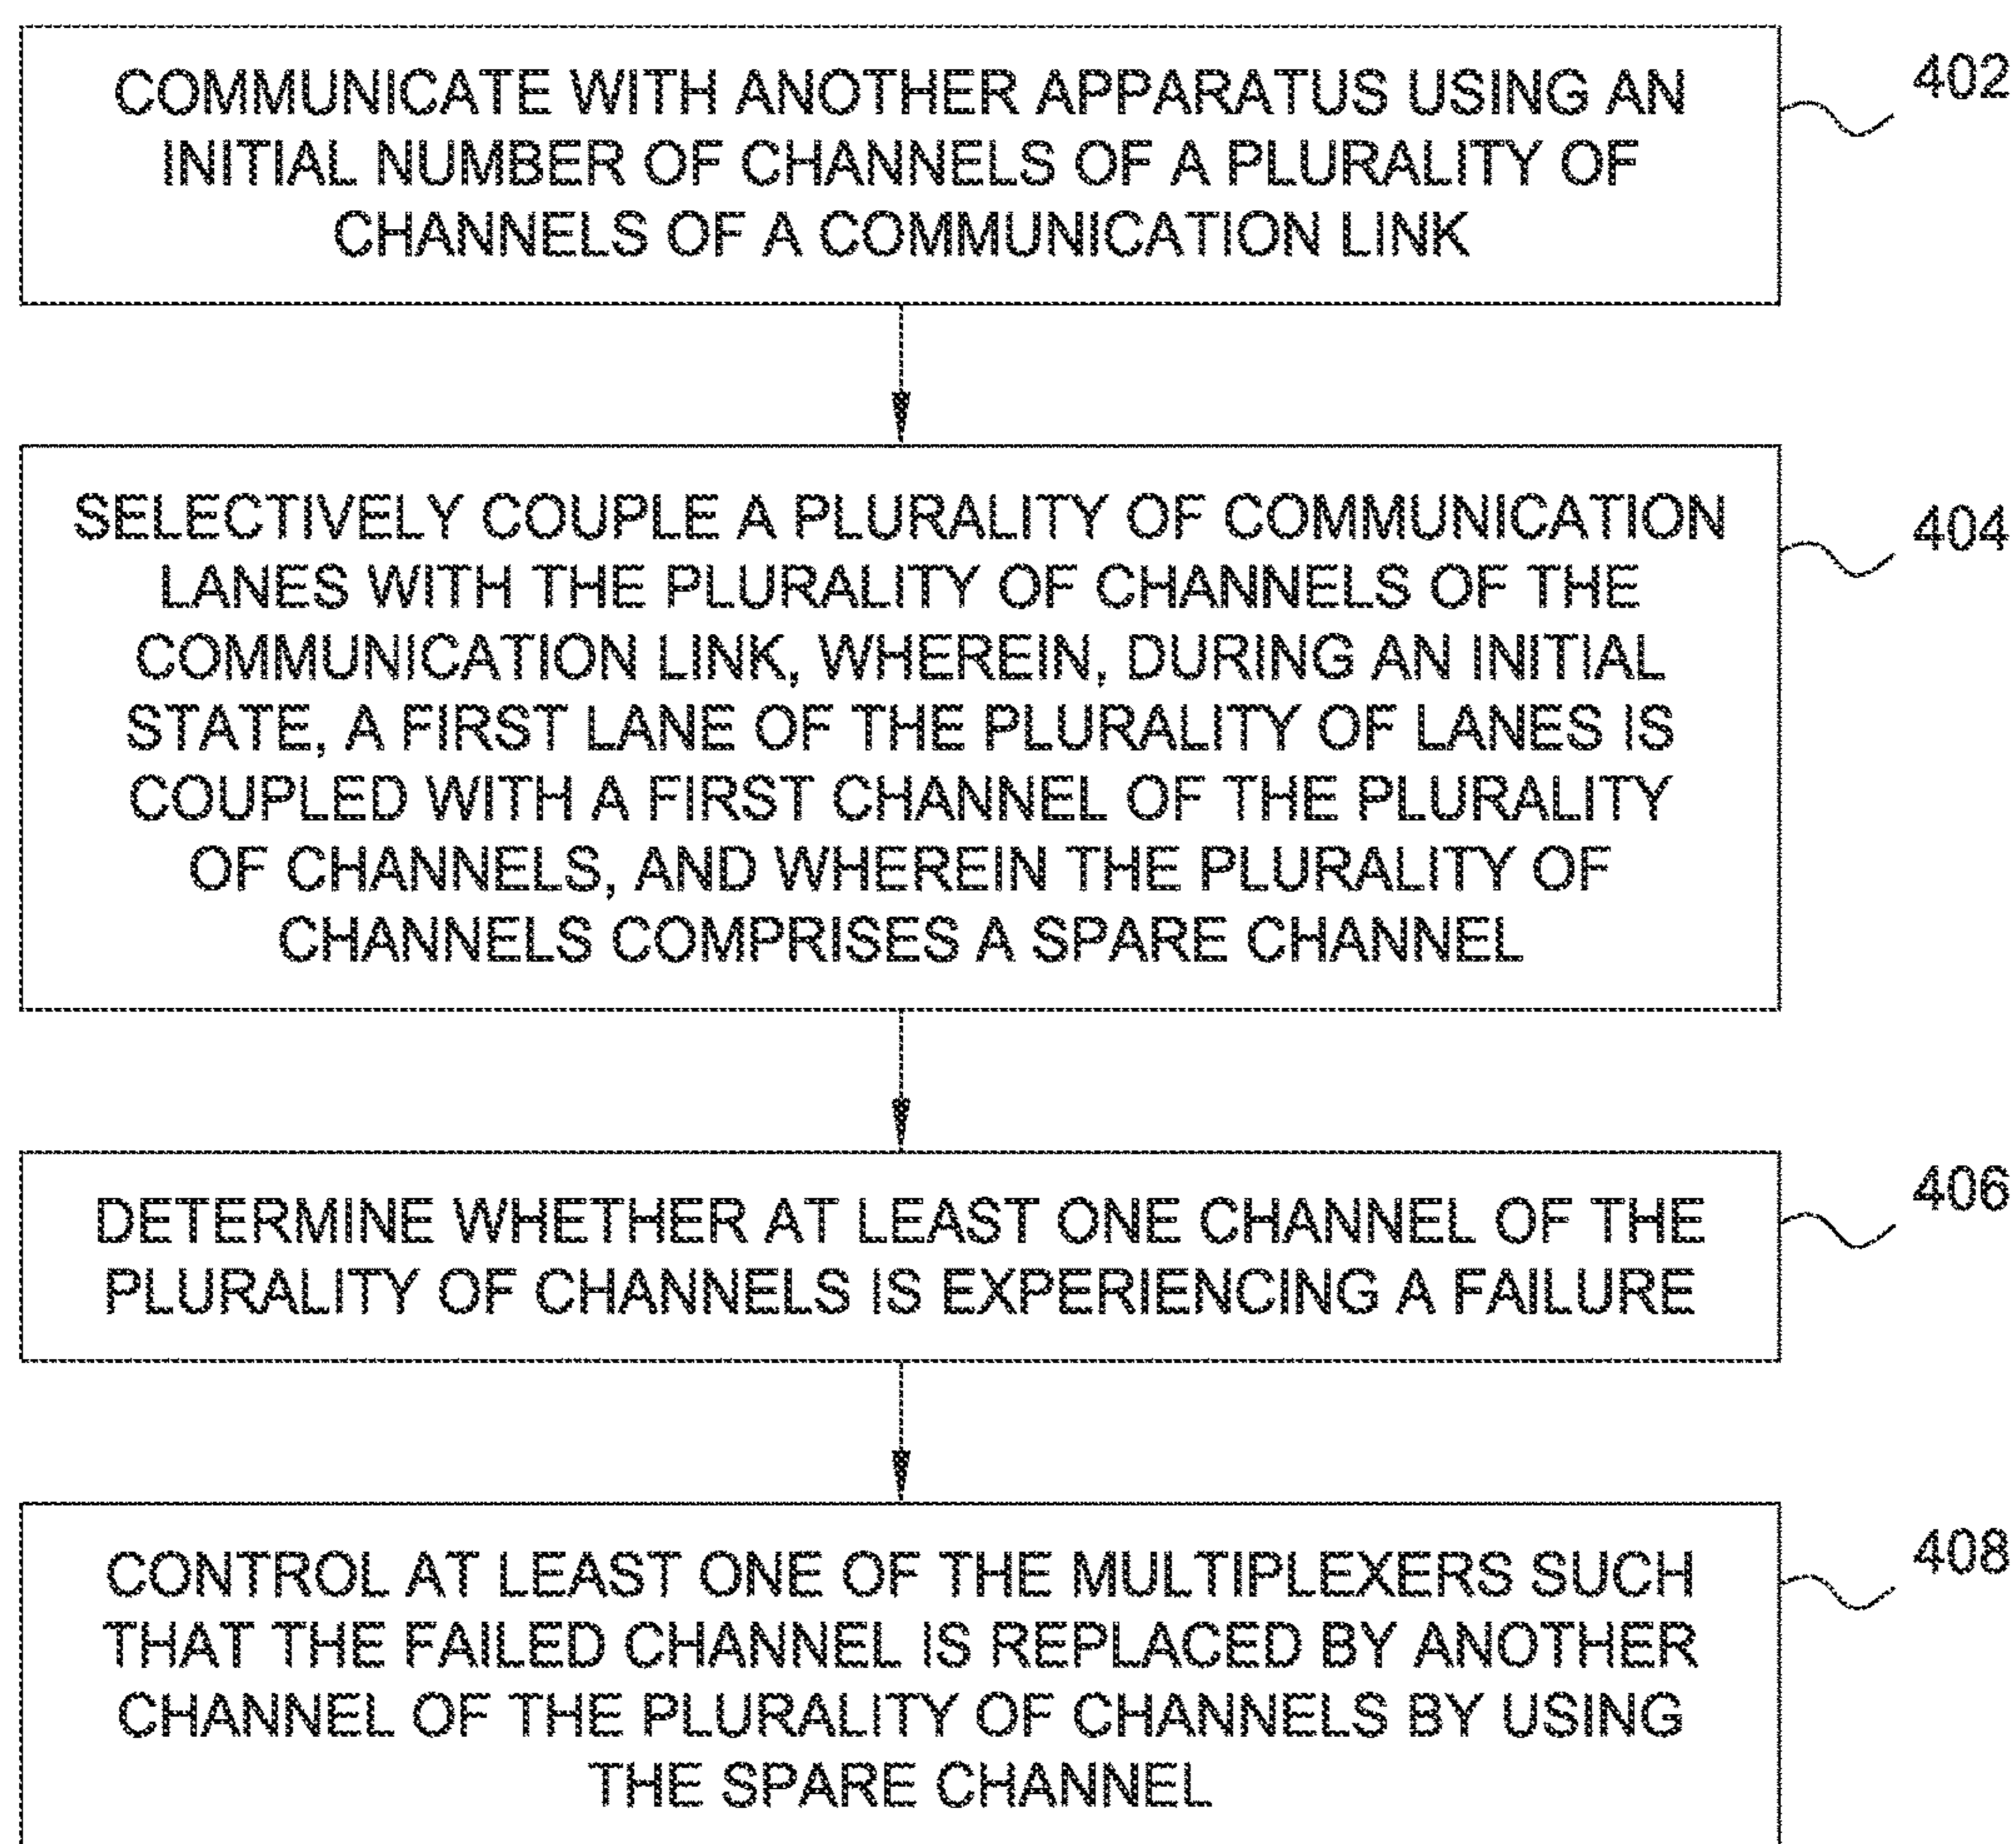 COMMUNICATE WITH ANOTHER APPARATUS USING AN
INITIAL NUMBER OF CHANNELS OF A PLURALITY OF
CHANNELS OF A COMMUNICATION LINK
402
SELECTIVELY COUPLE A PLURALITY OF COMMUNICATION
LANES WITH THE PLURALITY OF CHANNELS OF THE
COMMUNICATION LINK, WHEREIN, DURING AN INITIAL
STATE, A FIRST LANE OF THE PLURALITY OF LANES IS
COUPLED WITH A FIRST CHANNEL OF THE PLURALITY
OF CHANNELS, AND WHEREIN THE PLURALITY OF
CHANNELS COMPRISES A SPARE CHANNEL
404
DETERMINE WHETHER AT LEAST ONE CHANNEL OF THE
PLURALITY OF CHANNELS IS EXPERIENCING A FAILURE
406
CONTROL AT LEAST ONE OF THE MULTIPLEXERS SUCH
THAT THE FAILED CHANNEL IS REPLACED BY ANOTHER
CHANNEL OF THE PLURALITY OF CHANNELS BY USING
THE SPARE CHANNEL
408